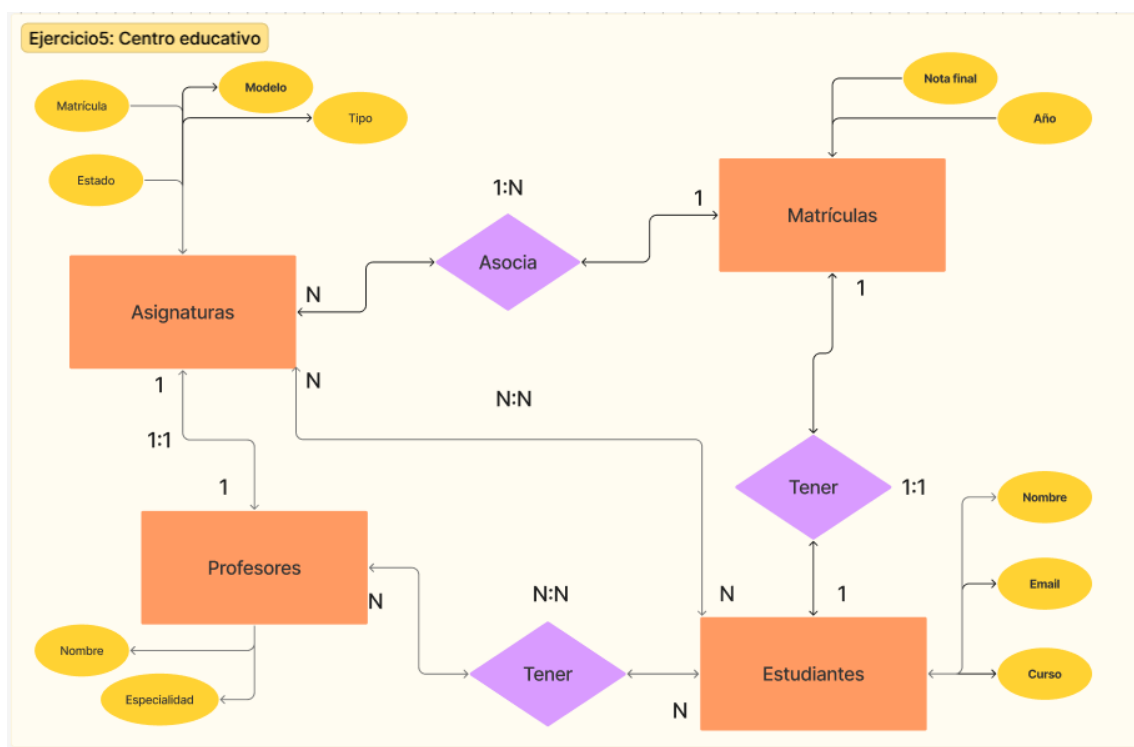 Ejercicio5: Centro educativo
Modelo
Matrícula
Tipo
Estado
Nota final
Año
1:N
1
Matrículas
Asocia
N
Asignaturas
1
1
N
N:N
1:1
1
Tener
1:1
Nombre
Profesores
N
N:N
N
1
Email
Nombre
Especialidad
Tener
N
Estudiantes
Curso